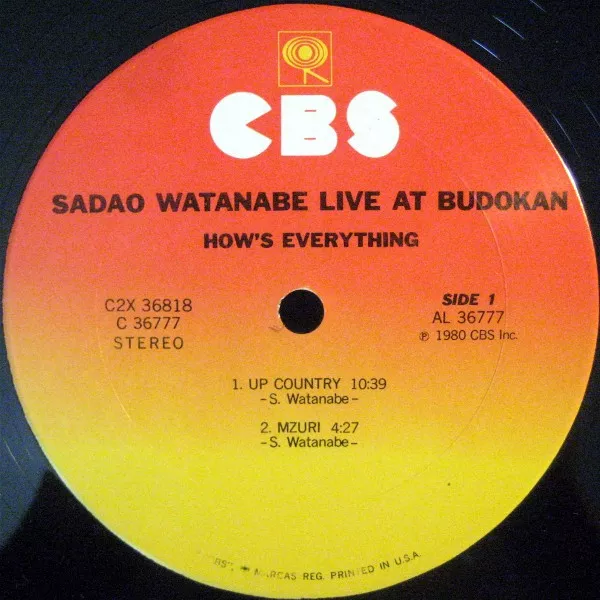 CBS
SADAO WATANABE LIVE AT BUDOKAN
HOW'S EVERYTHING
C2X 36818
C 36777
STEREO
SIDE 1
AL 36777
℗ 1980 CBS Inc.
1. UP COUNTRY 10:39
-S. Watanabe-
2. MZURI 4:27
-S. Watanabe-
MARCAS REG. PRINTED IN U.S.A.